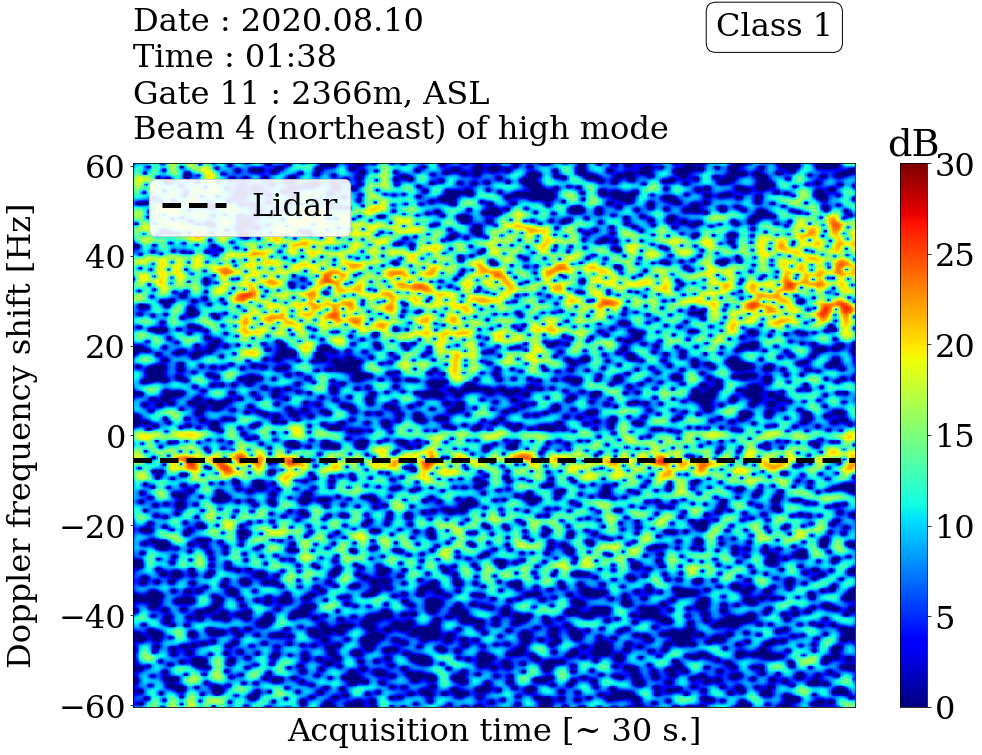 Date : 2020.08.10
Class 1
Time : 01:38
Gate 11 : 2366m, ASL
Beam 4 (northeast) of high mode
dB
Lidar
60
40
20
0
−20
−40
−60
Doppler frequency shift [Hz]
Acquisition time [~ 30 s.]
30
25
20
15
10
5
0